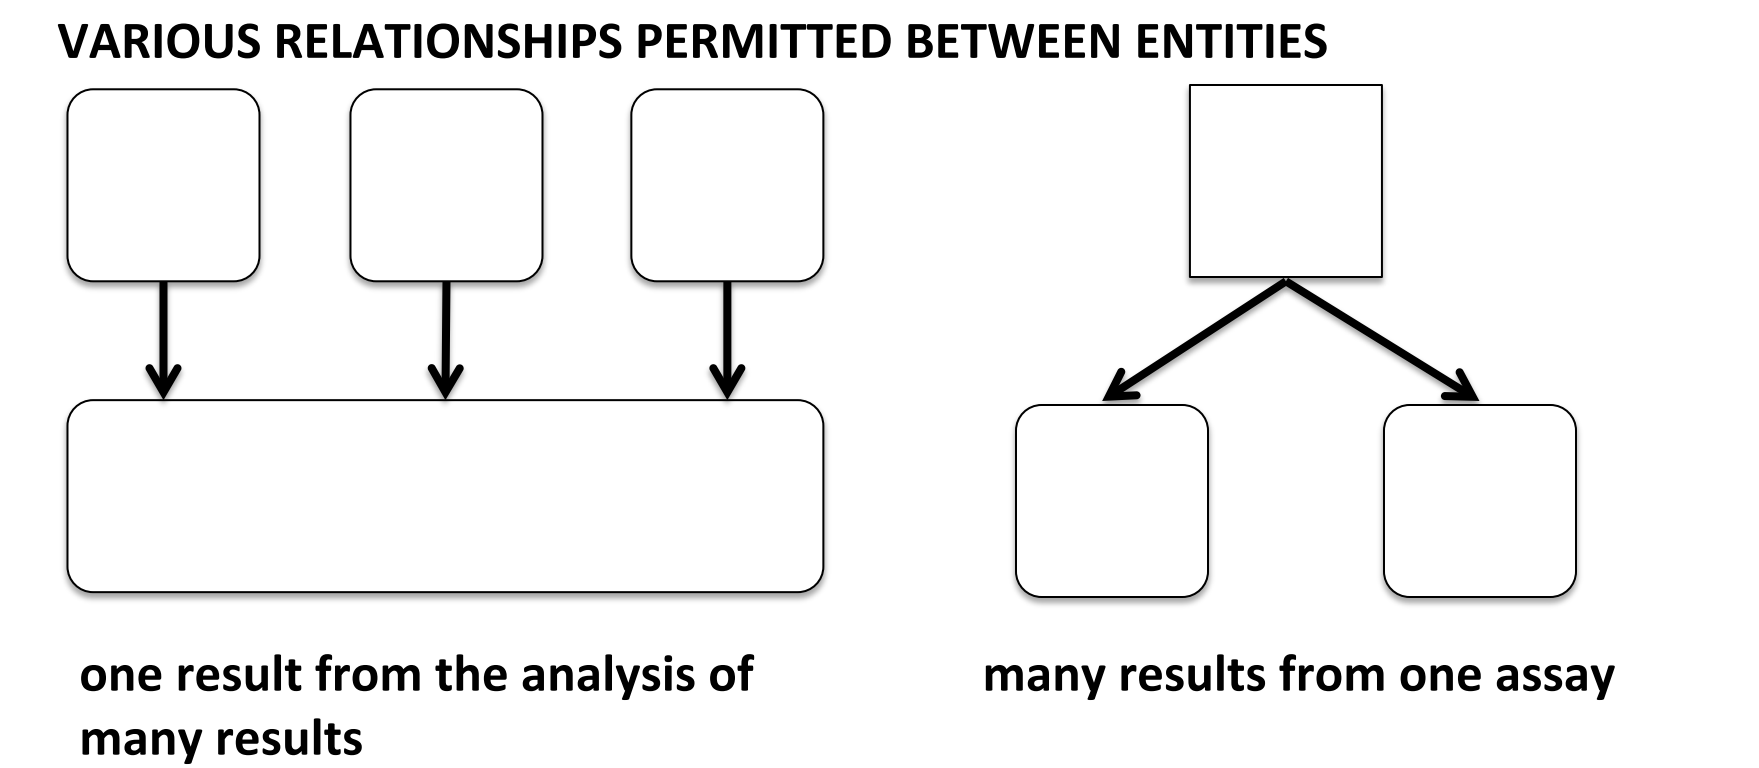 VARIOUS RELATIONSHIPS PERMITTED BETWEEN ENTITIES
one result from the analysis of
many results
many results from one assay